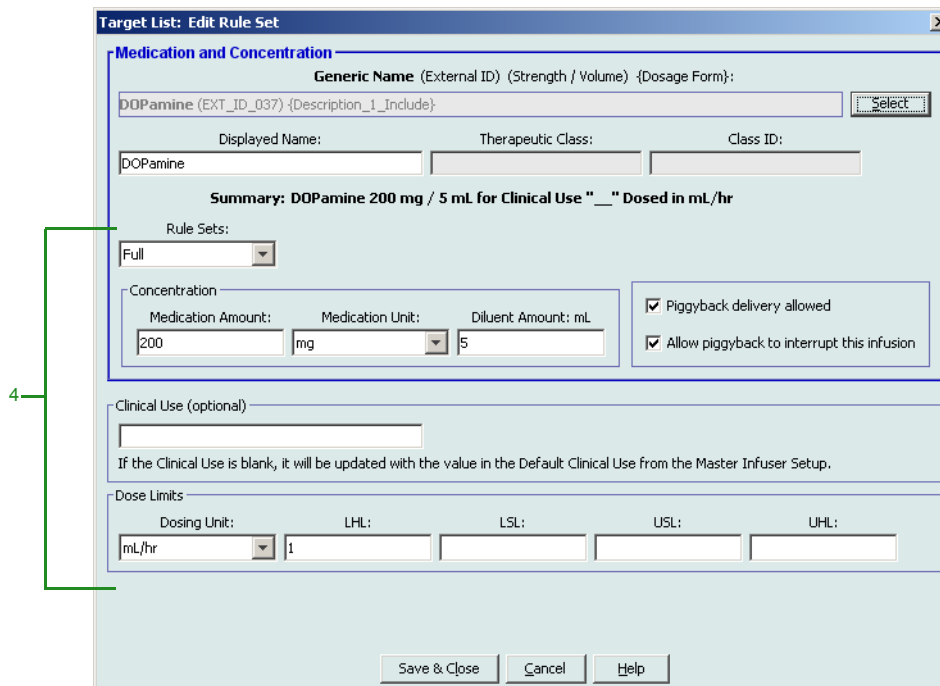 Target List: Edit Rule Set
Medication and Concentration
Generic Name (External ID) (Strength / Volume) {Dosage Form}:
DOPamine (EXT_ID_037) {Description_1_Include}
Select
Displayed Name: Therapeutic Class: Class ID:
DOPamine
Summary: DOPamine 200 mg / 5 mL for Clinical Use "__" Dosed in mL/hr
Rule Sets:
Full
Concentration
Medication Amount: Medication Unit: Diluent Amount: mL
200 mg 5
Piggyback delivery allowed
Allow piggyback to interrupt this infusion
4
Clinical Use (optional)
If the Clinical Use is blank, it will be updated with the value in the Default Clinical Use from the Master Infuser Setup.
Dose Limits
Dosing Unit: LHL: LSL: USL: UHL:
mL/hr 1
Save & Close Cancel Help